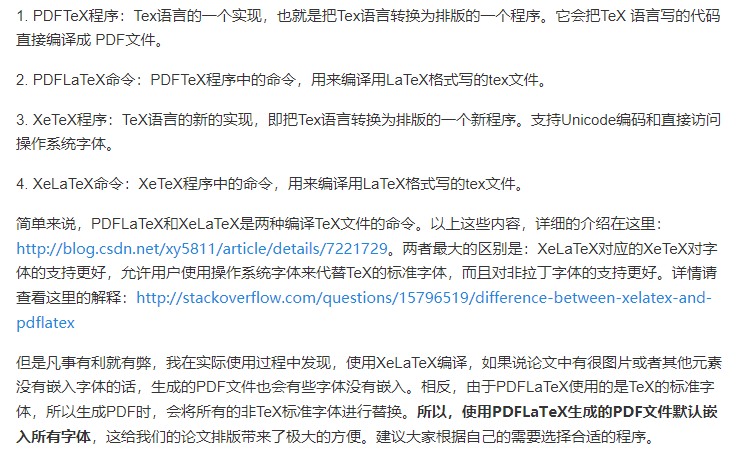 1. PDFTeX程序：Tex语言的一个实现，也就是把Tex语言转换为排版的一个程序。它会把TeX 语言写的代码
直接编译成 PDF文件。
2. PDFLaTeX命令：PDFTeX程序中的命令，用来编译用LaTeX格式写的tex文件。
3. XeTeX程序：TeX语言的新的实现，即把Tex语言转换为排版的一个新程序。支持Unicode编码和直接访问
操作系统字体。
4. XeLaTeX命令：XeTeX程序中的命令，用来编译用LaTeX格式写的tex文件。
简单来说，PDFLaTeX和XeLaTeX是两种编译TeX文件的命令。以上这些内容，详细的介绍在这里：
http://blog.csdn.net/xy5811/article/details/7221729。两者最大的区别是：XeLaTeX对应的XeTeX对字
体的支持更好，允许用户使用操作系统字体来代替TeX的标准字体，而且对非拉丁字体的支持更好。详情请
查看这里的解释：http://stackoverflow.com/questions/15796519/difference-between-xelatex-and-
pdflatex
但是凡事有利就有弊，我在实际使用过程中发现，使用XeLaTeX编译，如果说论文中有很图片或者其他元素
没有嵌入字体的话，生成的PDF文件也会有些字体没有嵌入。相反，由于PDFLaTeX使用的是TeX的标准字
体，所以生成PDF时，会将所有的非TeX标准字体进行替换。所以，使用PDFLaTeX生成的PDF文件默认嵌
入所有字体，这给我们的论文排版带来了极大的方便。建议大家根据自己的需要选择合适的程序。